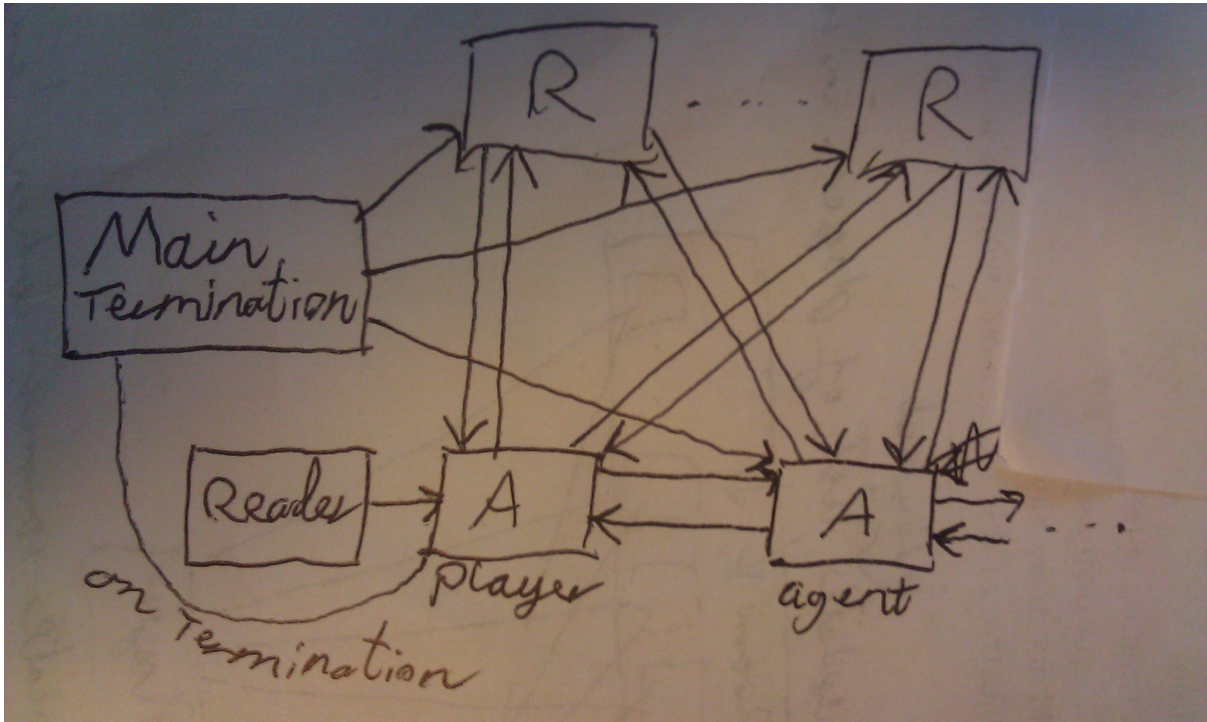 R
R
Main
Termination
Reader
A
A
player
agent
on Termination